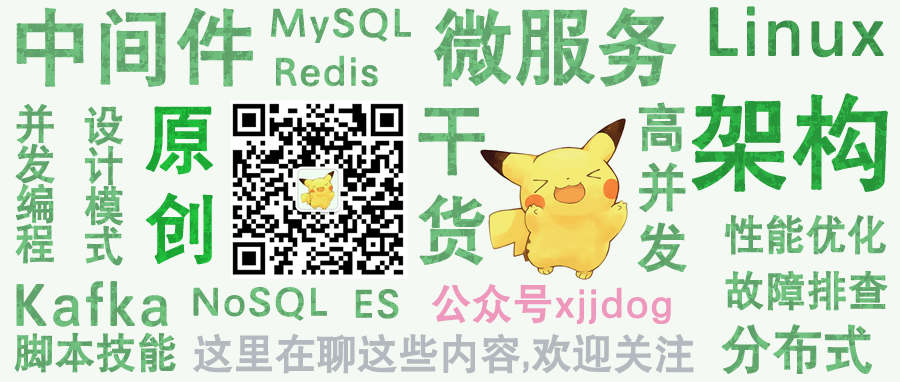 中间件
MySQL
Redis
微服务
Linux
并发编程
设计模式
原创
干货
高并发
架构
性能优化
故障排查
Kafka
NoSQL
ES
公众号xjjdog
脚本技能
这里在聊这些内容,欢迎关注
分布式